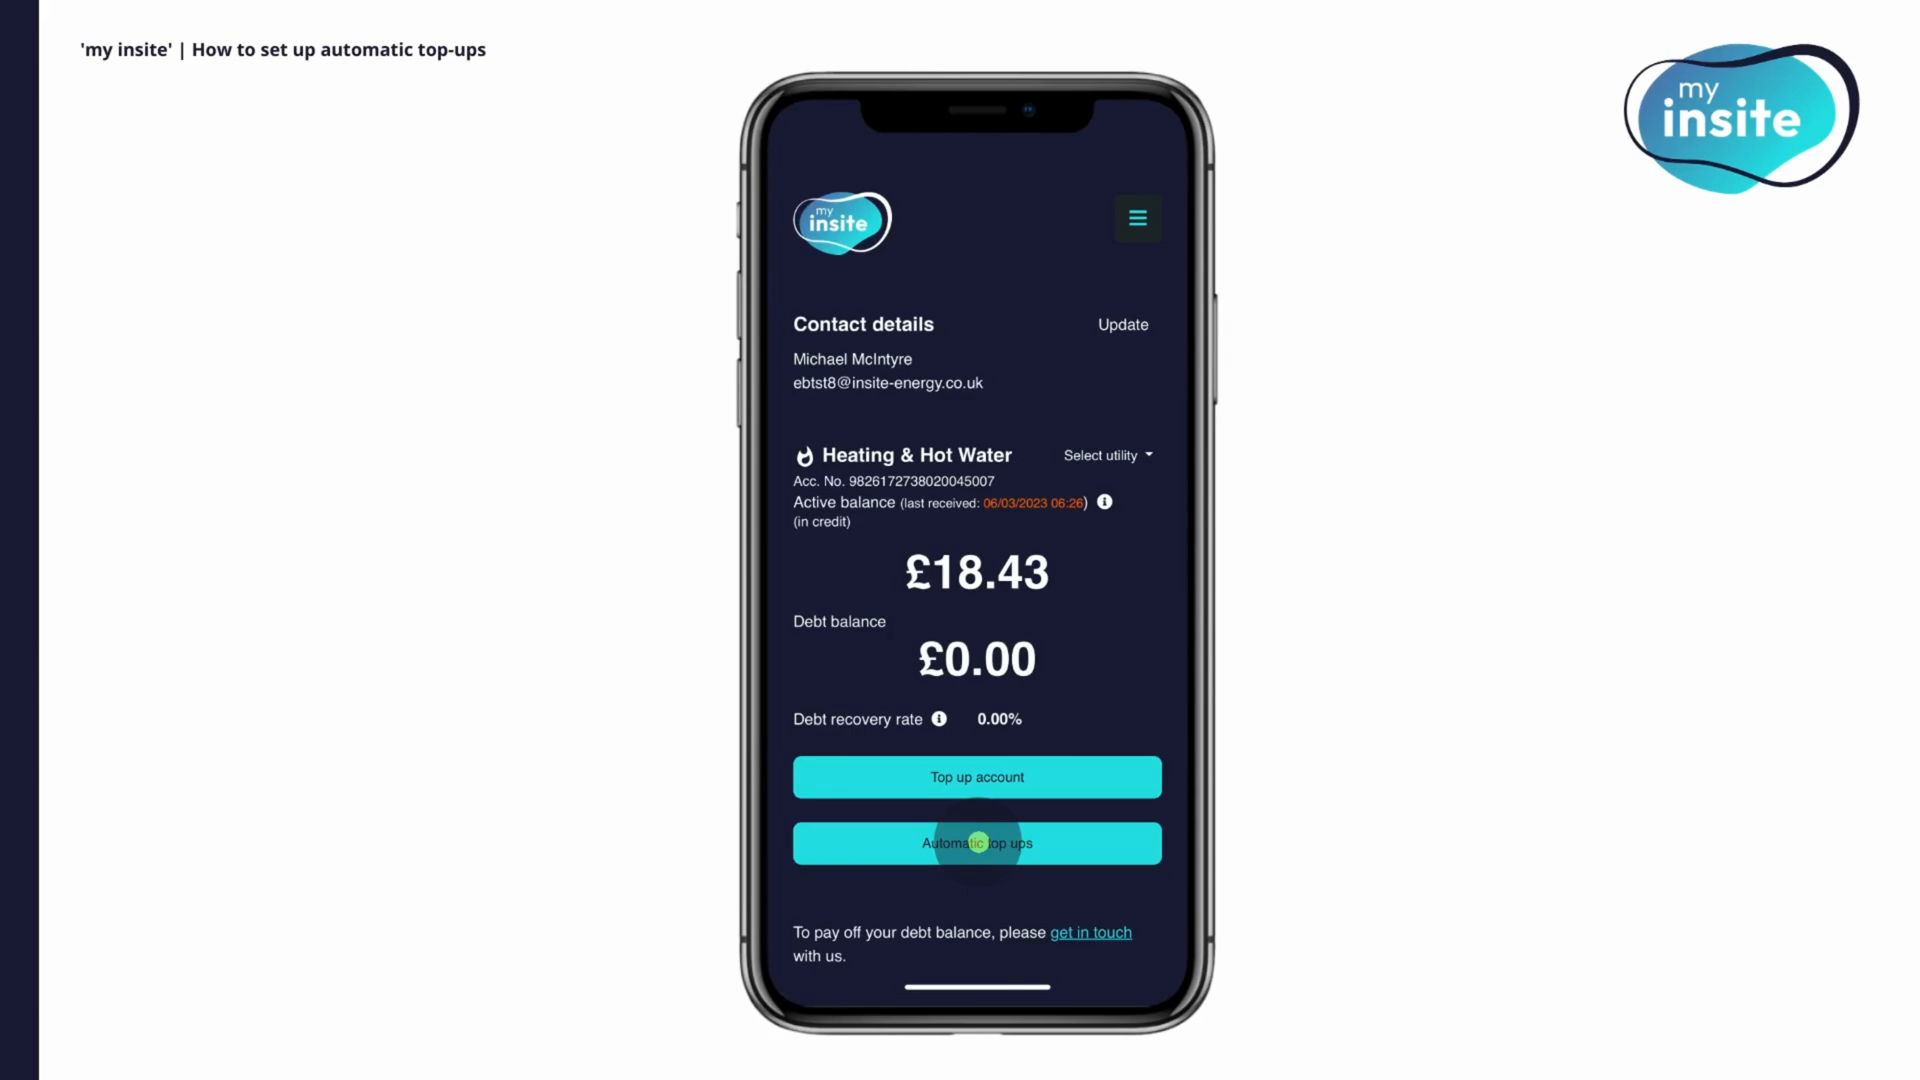 'my insite' | How to set up automatic top-ups
my
insite
my
insite
Contact details
Update
Michael McIntyre
ebtst8@insite-energy.co.uk
Heating & Hot Water
Select utility
Acc. No. 9826172738020045007
Active balance (last received: 06/03/2023 06:26)
(in credit)
£18.43
Debt balance
£0.00
Debt recovery rate 0.00%
Top up account
Automatic top ups
To pay off your debt balance, please get in touch
with us.